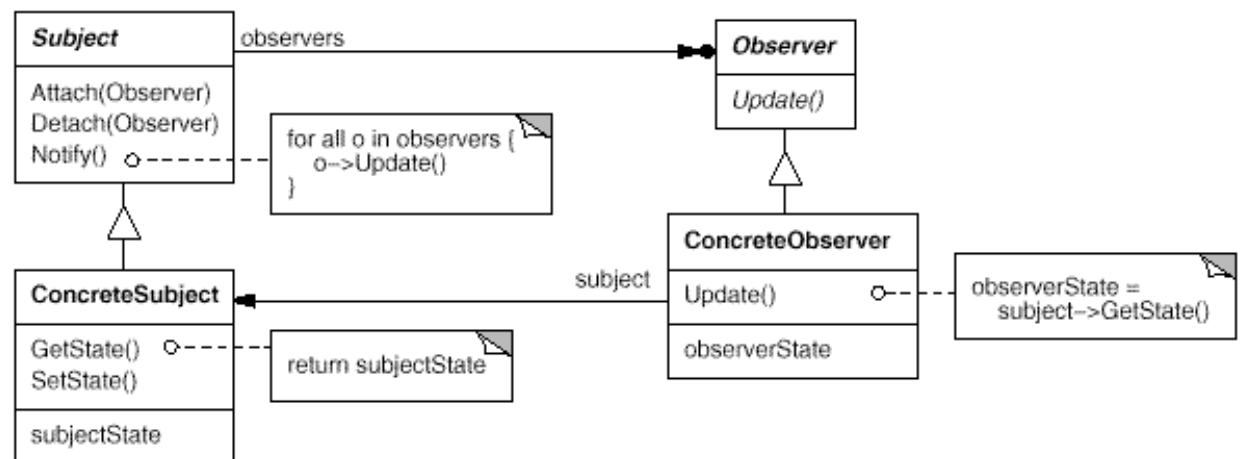 Subject
observers
Observer
Attach(Observer)
Detach(Observer)
Notify()
for all o in observers {
o->Update()
}
Update()
ConcreteSubject
GetState()
SetState()
subjectState
return subjectState
subject
ConcreteObserver
Update()
observerState
observerState =
subject->GetState()